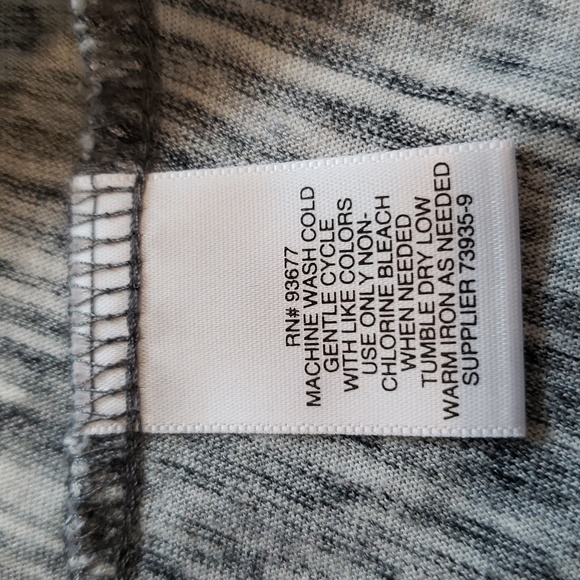 RN# 93677
MACHINE WASH COLD
GENTLE CYCLE
WITH LIKE COLORS
USE ONLY NON-
CHLORINE BLEACH
WHEN NEEDED
TUMBLE DRY LOW
WARM IRON AS NEEDED
SUPPLIER 73935-9